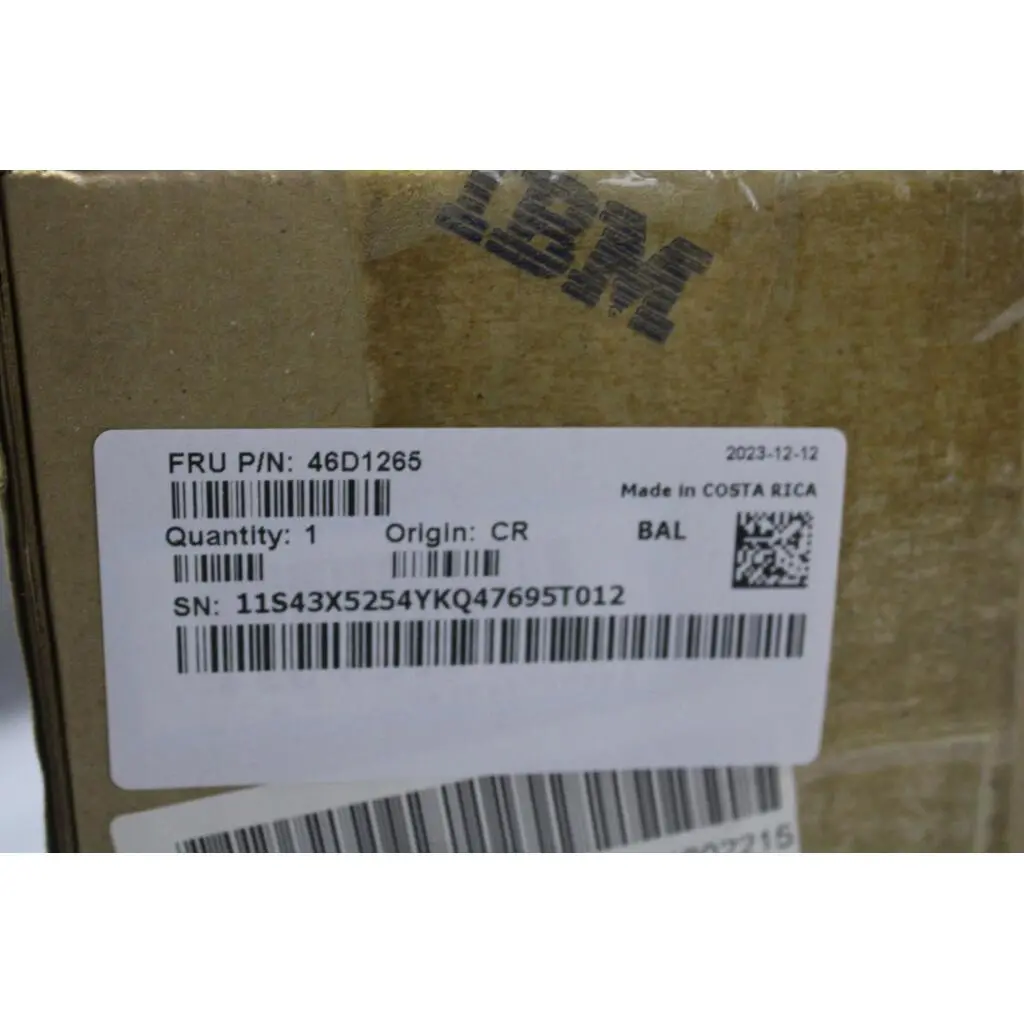 IBM
FRU P/N: 46D1265
2023-12-12
Made in COSTA RICA
Quantity: 1 Origin: CR BAL
SN: 11S43X5254YKQ47695T012